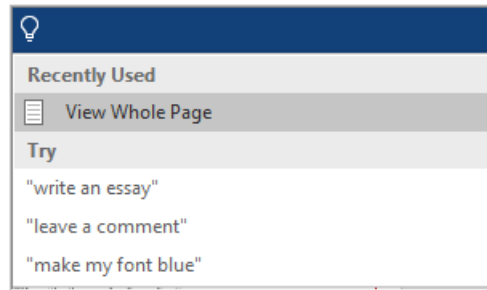 Recently Used
View Whole Page
Try
"write an essay"
"leave a comment"
"make my font blue"